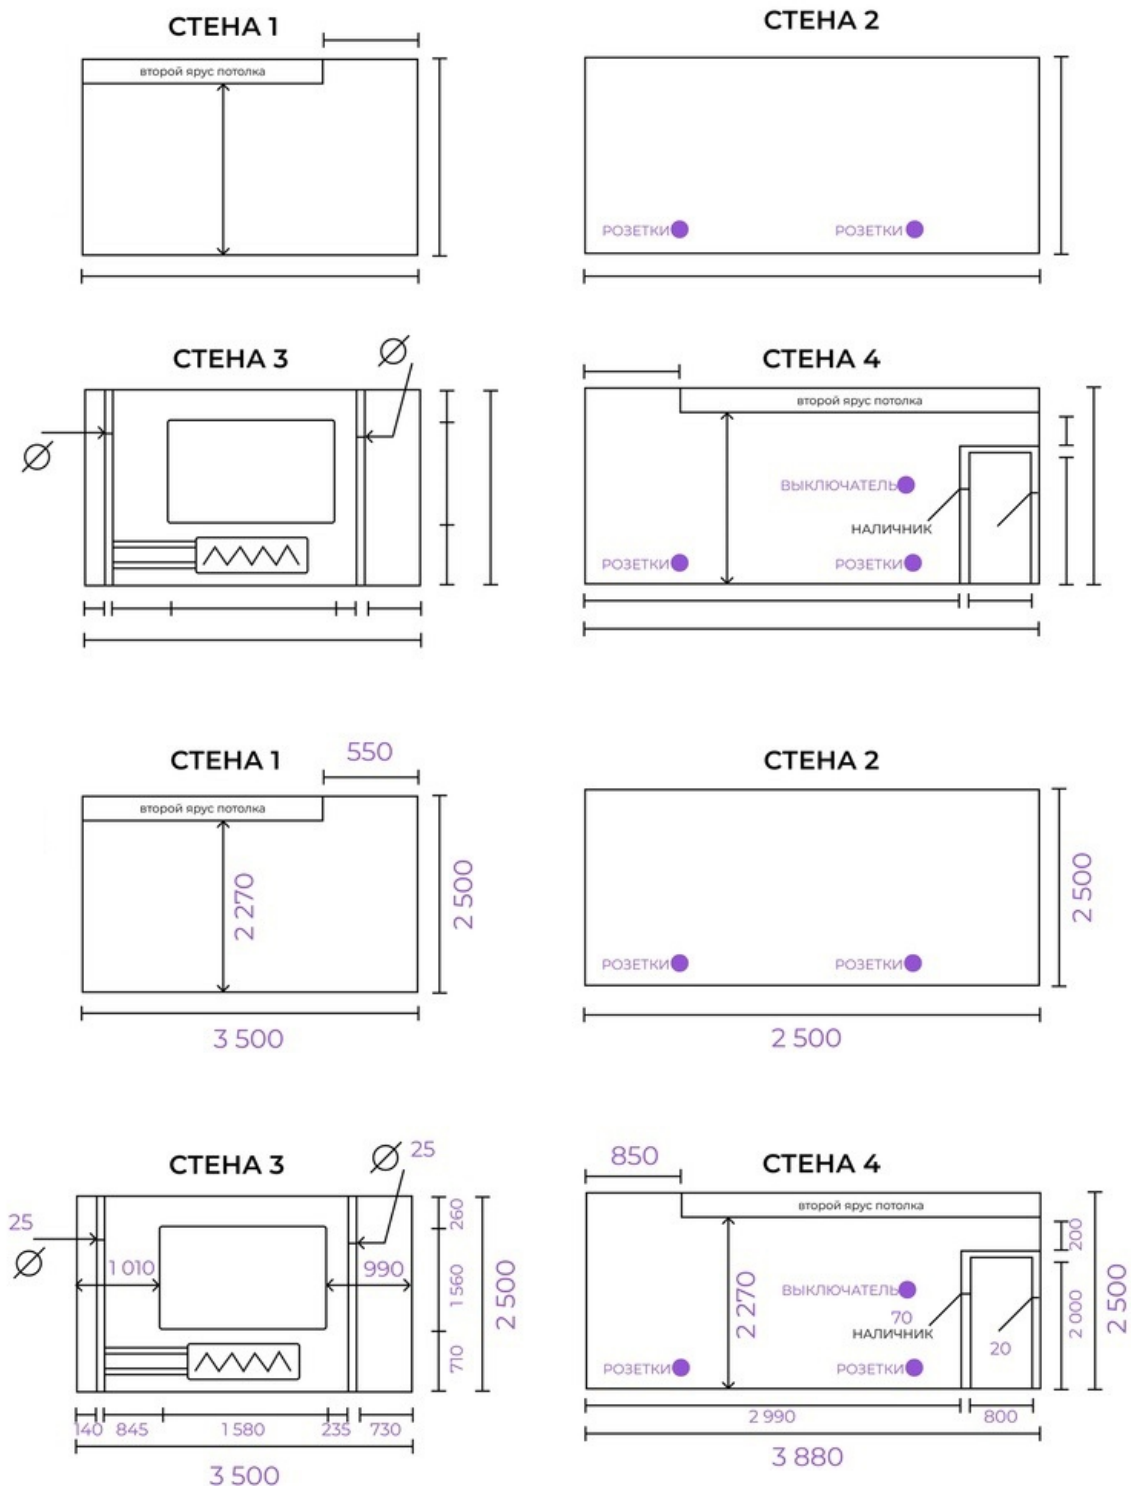 СТЕНА 1
второй ярус потолка
СТЕНА 2
РОЗЕТКИ
РОЗЕТКИ
СТЕНА 3
Ø
Ø
СТЕНА 4
второй ярус потолка
ВЫКЛЮЧАТЕЛЬ
НАЛИЧНИК
РОЗЕТКИ
РОЗЕТКИ
СТЕНА 1
550
второй ярус потолка
2 270
2 500
3 500
СТЕНА 2
2 500
РОЗЕТКИ
РОЗЕТКИ
2 500
СТЕНА 3
Ø 25
25
Ø
1 010
990
260
1 560
710
2 500
140
845
1 580
235
730
3 500
СТЕНА 4
850
второй ярус потолка
200
ВЫКЛЮЧАТЕЛЬ
2 270
70
НАЛИЧНИК
20
2 000
2 500
РОЗЕТКИ
РОЗЕТКИ
2 990
800
3 880